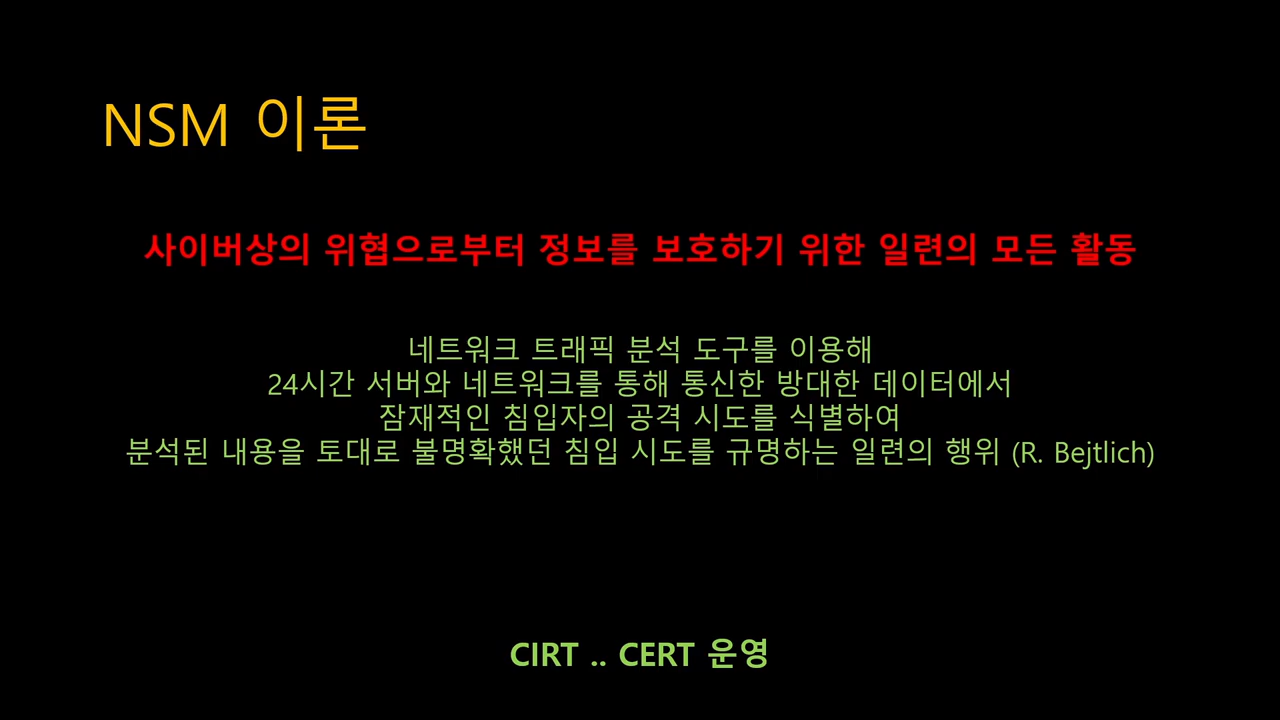 NSM 이론
사이버상의 위협으로부터 정보를 보호하기 위한 일련의 모든 활동
네트워크 트래픽 분석 도구를 이용해
24시간 서버와 네트워크를 통해 통신한 방대한 데이터에서
잠재적인 침입자의 공격 시도를 식별하여
분석된 내용을 토대로 불명확했던 침입 시도를 규명하는 일련의 행위 (R. Bejtlich)
CIRT .. CERT 운영